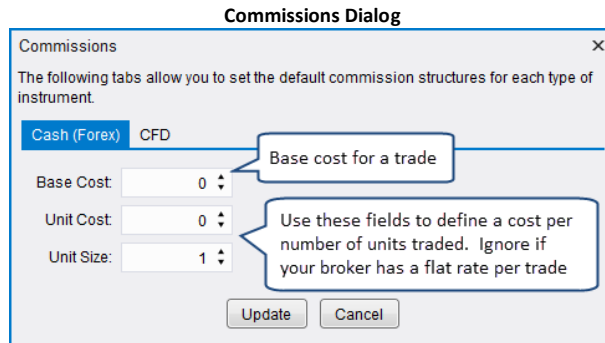 Commissions Dialog
Commissions
The following tabs allow you to set the default commission structures for each type of
instrument.
Cash (Forex) CFD
Base cost for a trade
Base Cost: 0
Unit Cost: 0
Use these fields to define a cost per
number of units traded. Ignore if
your broker has a flat rate per trade
Unit Size: 1
Update Cancel